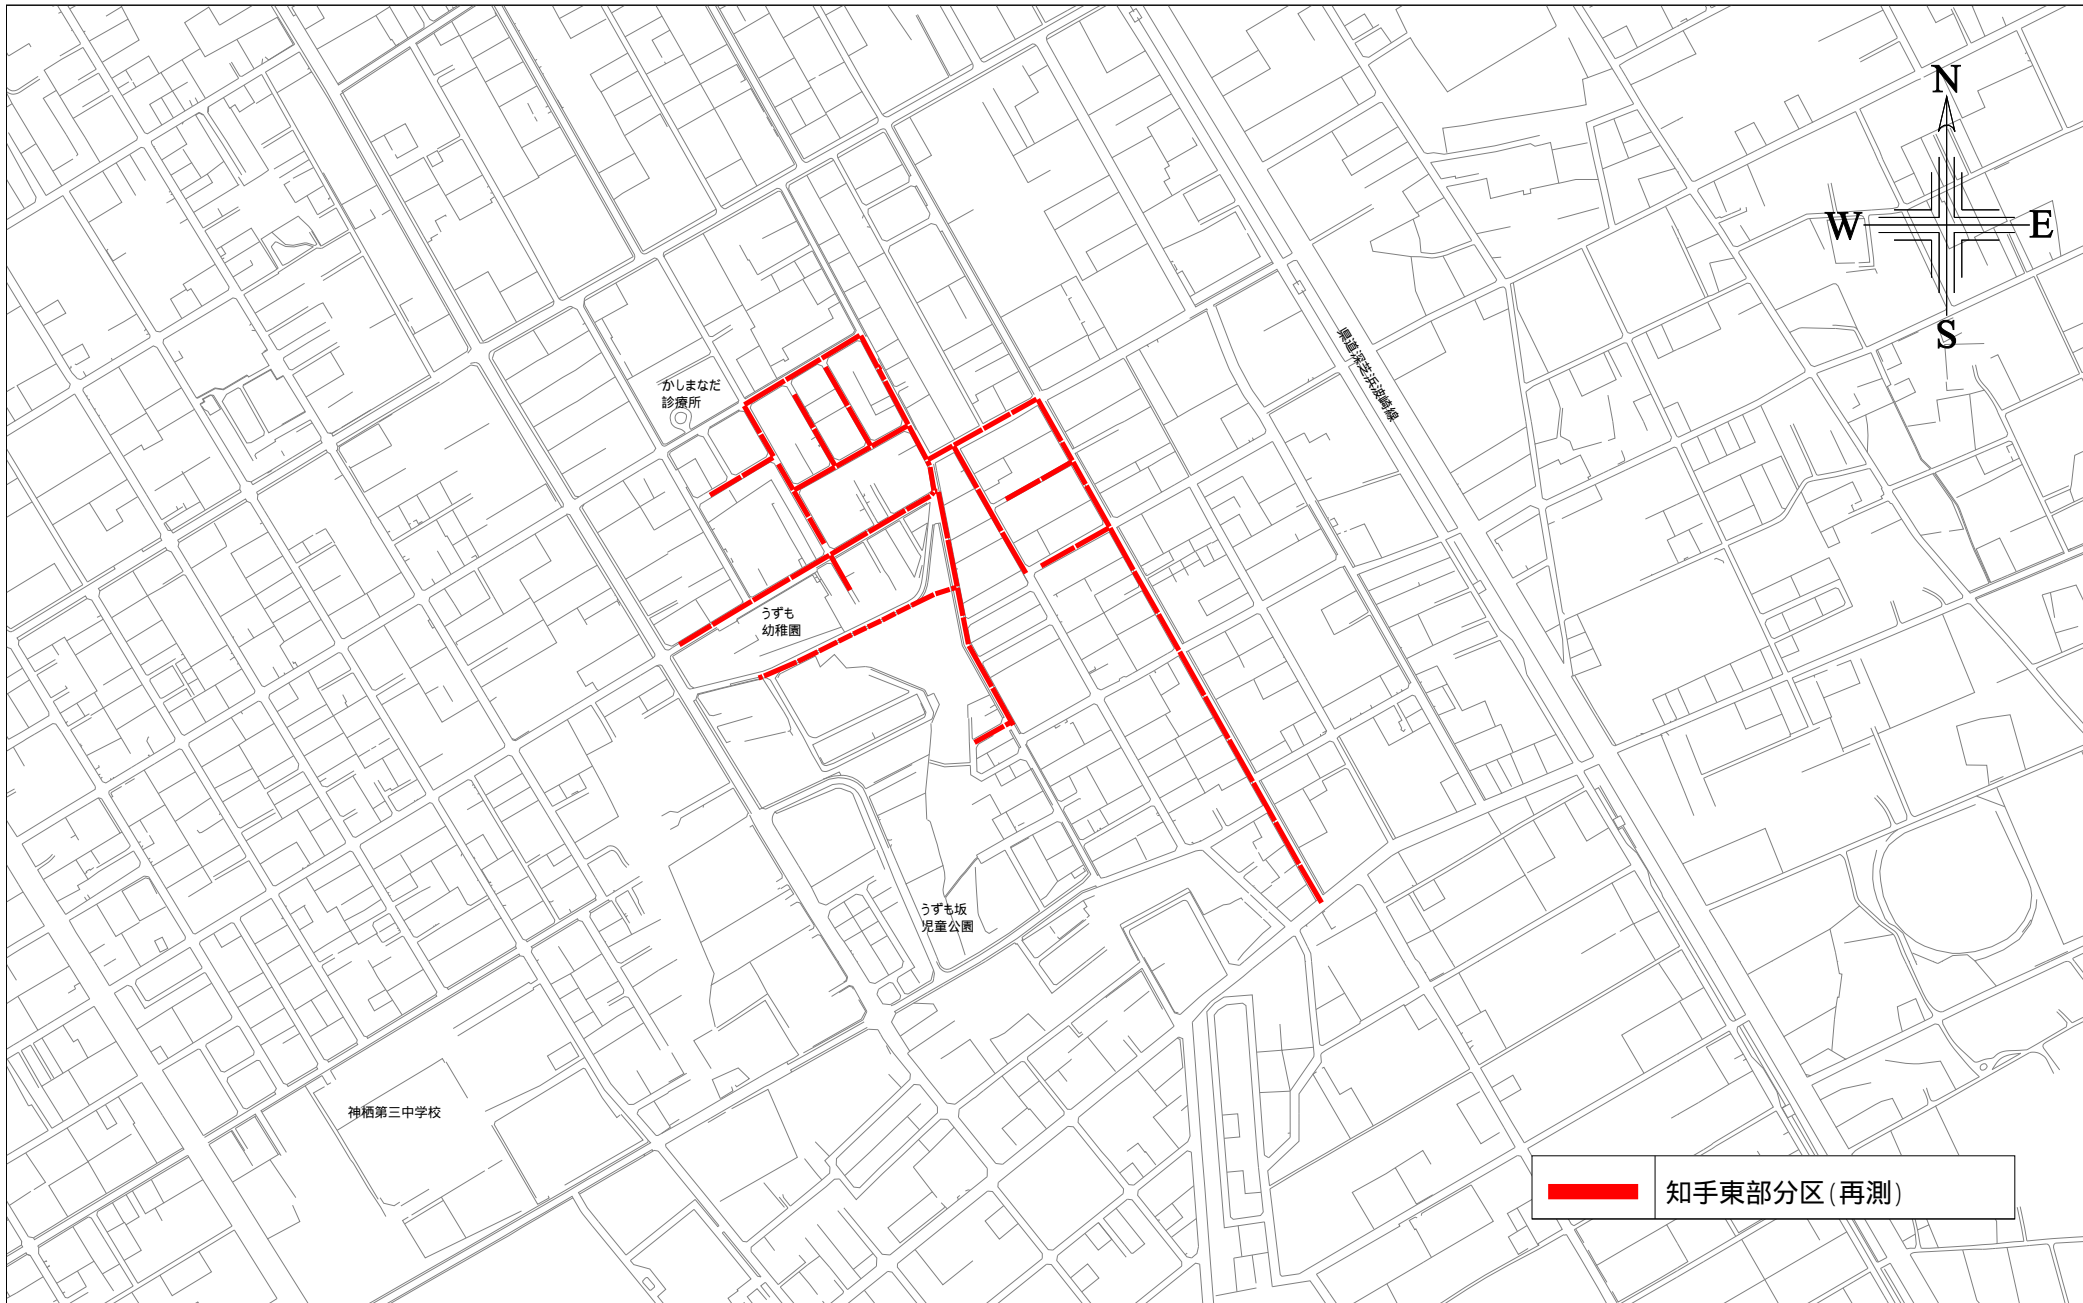 N
W
E
S
県道深芝浜波崎線
かしまなだ
診療所
うずも
幼稚園
うずも坂
児童公園
神栖第三中学校
知手東部分区(再測)